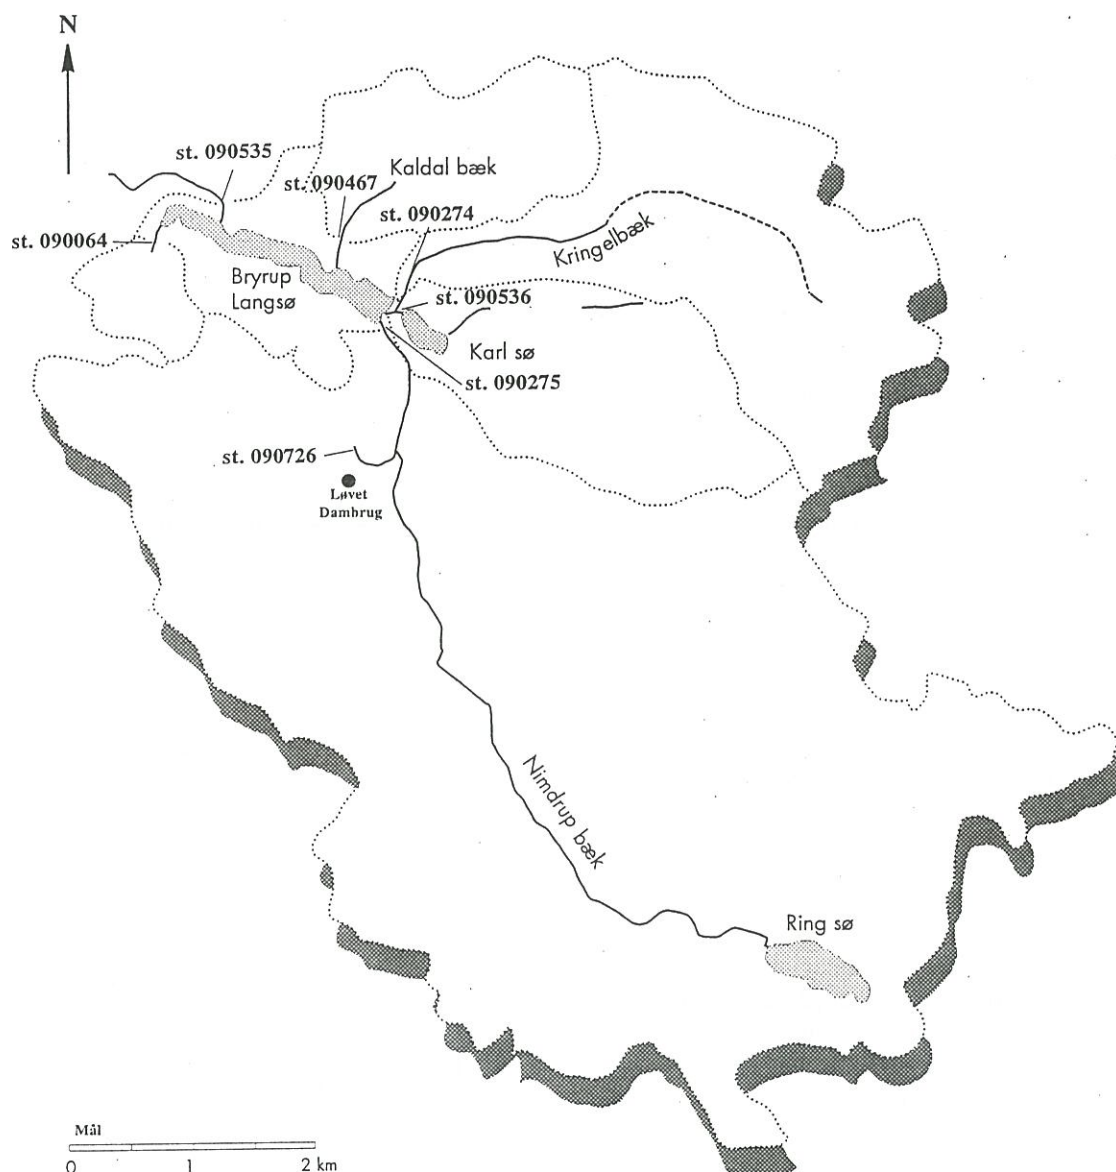 N
st. 090535
Kaldal bæk
st. 090467
st. 090274
st. 090064
Kringelbæk
Bryrup
Langsø
st. 090536
Karl sø
st. 090275
st. 090726
Løvet
Dambrug
Nimdrup bæk
Ring sø
Mål
0 1 2 km